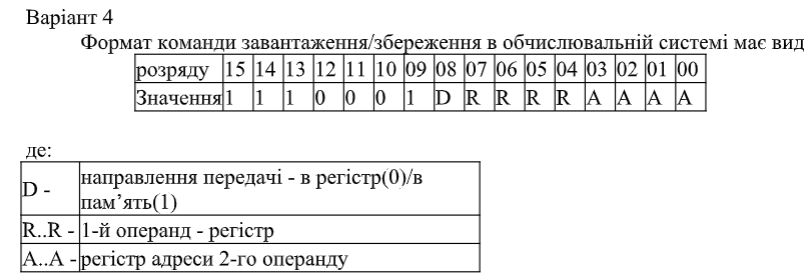 Варіант 4
Формат команди завантаження/збереження в обчислювальній системі має вид
розряду 15 14 13 12 11 10 09 08 07 06 05 04 03 02 01 00
Значення 1 1 1 0 0 0 1 D R R R R A A A A
де:
D - направлення передачі - в регістр(0)/в
пам’ять(1)
R..R - 1-й операнд - регістр
A..A - регістр адреси 2-го операнду